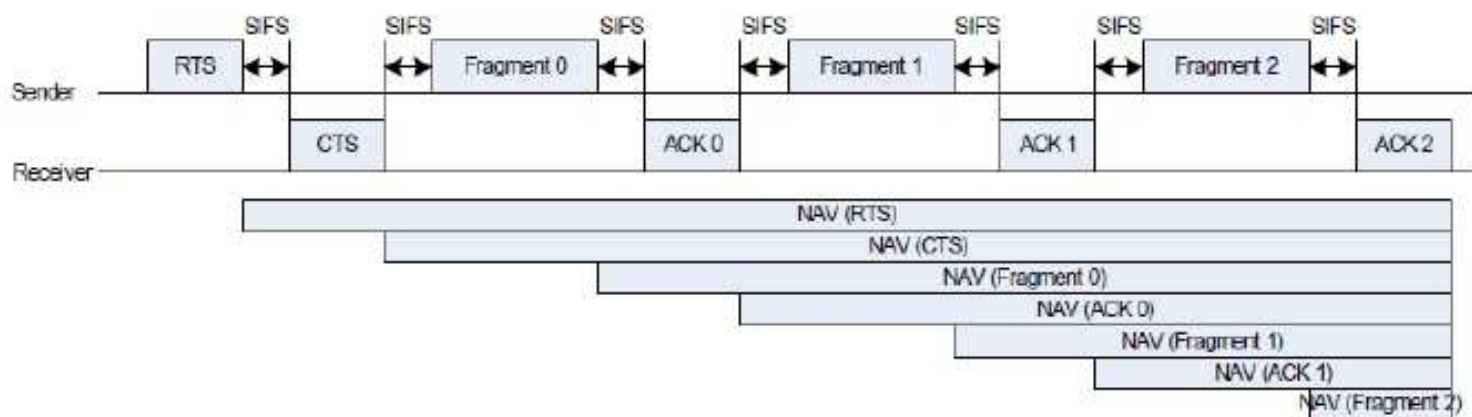 SIFS SIFS SIFS SIFS SIFS SIFS SIFS
RTS Fragment 0 Fragment 1 Fragment 2
Sender
CTS ACK 0 ACK 1 ACK 2
Receiver
NAV (RTS)
NAV (CTS)
NAV (Fragment 0)
NAV (ACK 0)
NAV (Fragment 1)
NAV (ACK 1)
NAV (Fragment 2)